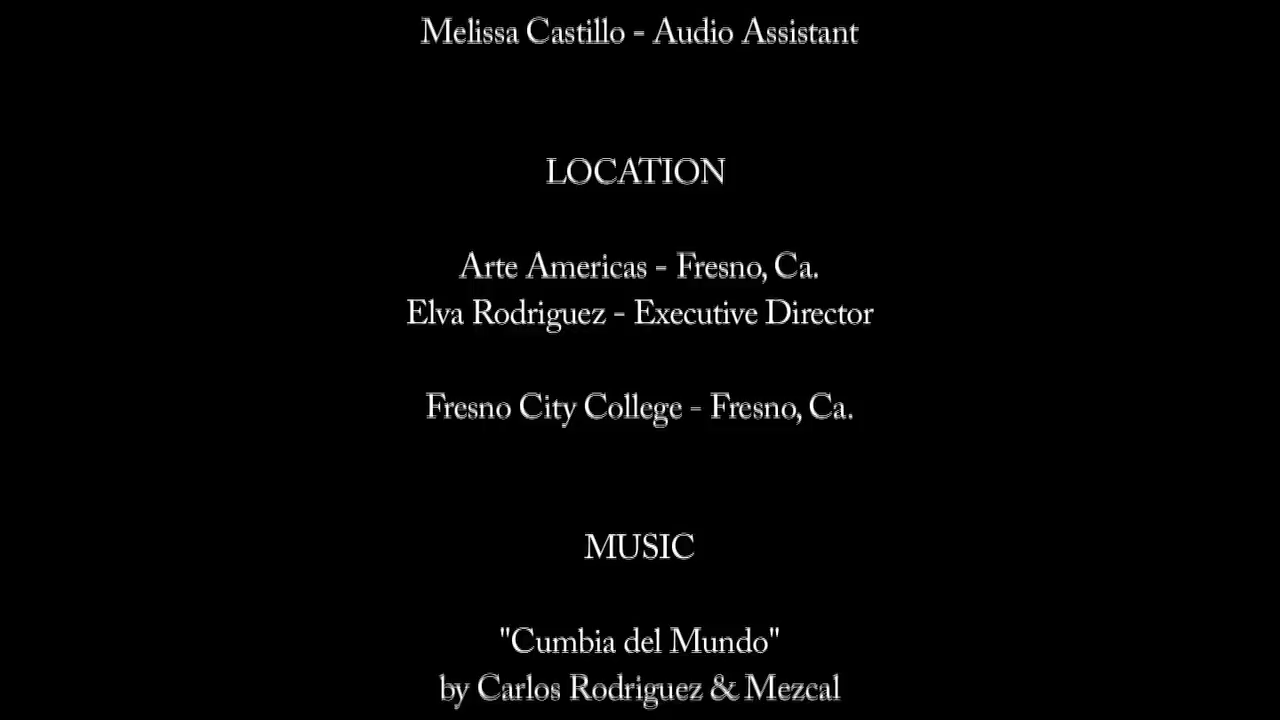 Melissa Castillo - Audio Assistant
LOCATION
Arte Americas - Fresno, Ca.
Elva Rodriguez - Executive Director
Fresno City College - Fresno, Ca.
MUSIC
"Cumbia del Mundo"
by Carlos Rodriguez & Mezcal